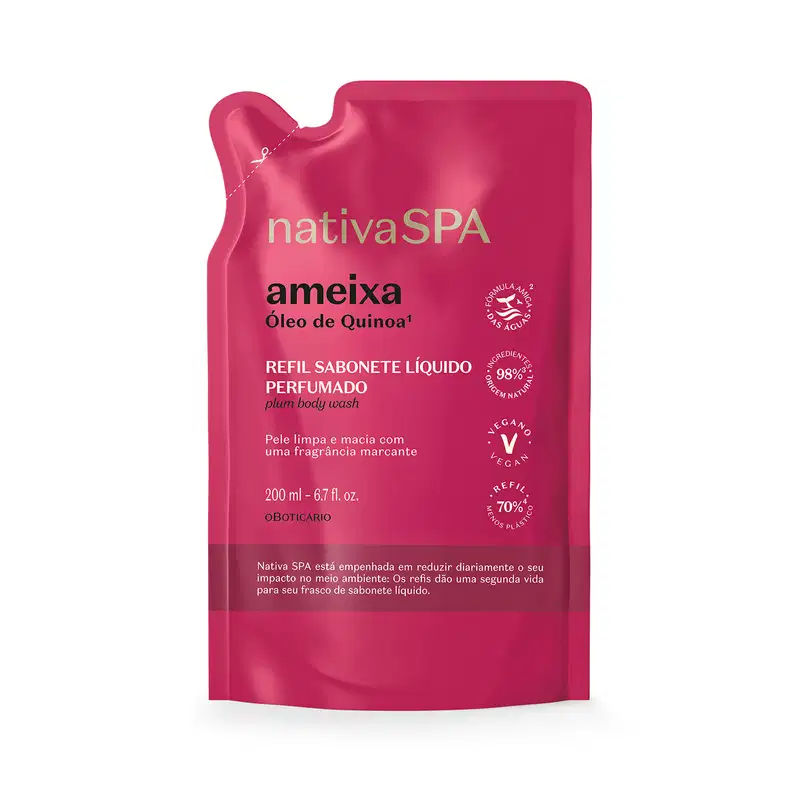 nativaSPA
ameixa
Óleo de Quinoa¹
REFIL SABONETE LÍQUIDO
PERFUMADO
plum body wash
Pele limpa e macia com
uma fragrância marcante
200 ml – 6.7 fl. oz.
oBOTICÁRIO
FÓRMULA AMIGA DAS ÁGUAS²
INGREDIENTES
98%³
ORIGEM NATURAL
VEGANO
V
VEGAN
REFIL
70%⁴
MENOS PLÁSTICO
Nativa SPA está empenhada em reduzir diariamente o seu
impacto no meio ambiente: Os refis dão uma segunda vida
para seu frasco de sabonete líquido.